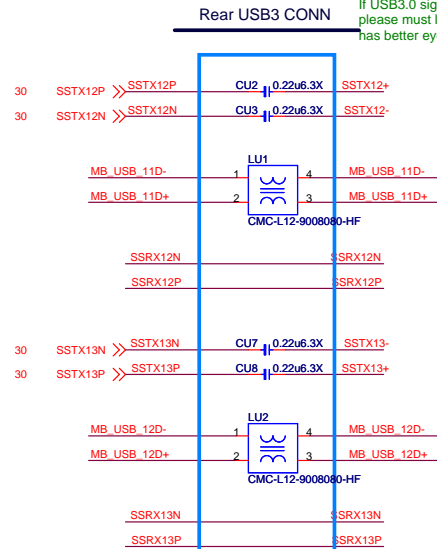 If USB3.0 sig
Rear USB3 CONN please must l
has better ey
30 SSTX12P SSTX12P CU2 0.22u6.3X SSTX12+
30 SSTX12N SSTX12N CU3 0.22u6.3X SSTX12-
LU1
MB_USB_11D- 1 4 MB_USB_11D-
MB_USB_11D+ 2 3 MB_USB_11D+
CMC-L12-9008080-HF
SSRX12N SSRX12N
SSRX12P SSRX12P
30 SSTX13N SSTX13N CU7 0.22u6.3X SSTX13-
30 SSTX13P SSTX13P CU8 0.22u6.3X SSTX13+
LU2
MB_USB_12D- 1 4 MB_USB_12D-
MB_USB_12D+ 2 3 MB_USB_12D+
CMC-L12-9008080-HF
SSRX13N SSRX13N
SSRX13P SSRX13P